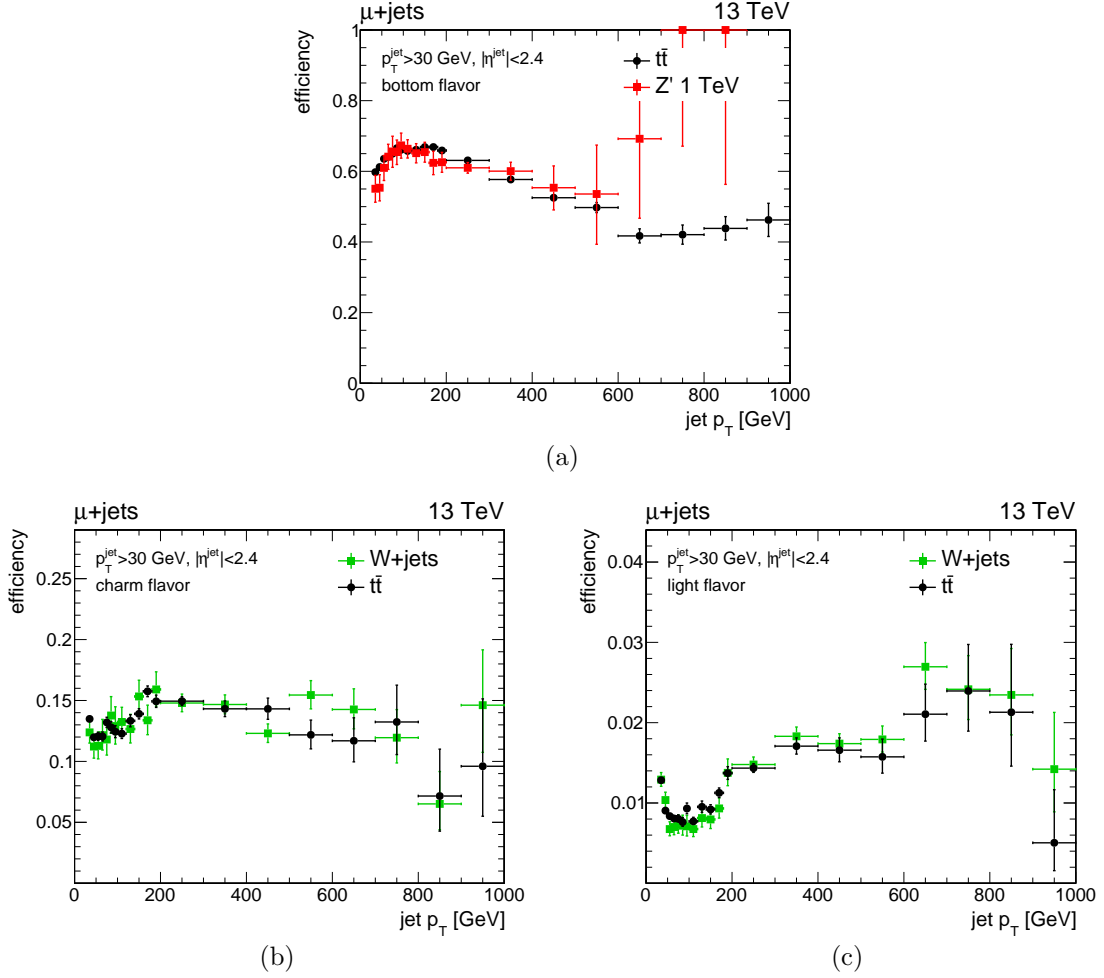 μ+jets 13 TeV
p_T^jet>30 GeV, |η^jet|<2.4
bottom flavor
tt̄
Z' 1 TeV
efficiency
1
0.8
0.6
0.4
0.2
0
0 200 400 600 800 1000
jet p_T [GeV]
(a)
μ+jets 13 TeV
p_T^jet>30 GeV, |η^jet|<2.4
charm flavor
W+jets
tt̄
efficiency
0.25
0.2
0.15
0.1
0.05
0 200 400 600 800 1000
jet p_T [GeV]
(b)
μ+jets 13 TeV
p_T^jet>30 GeV, |η^jet|<2.4
light flavor
W+jets
tt̄
efficiency
0.04
0.03
0.02
0.01
0 200 400 600 800 1000
jet p_T [GeV]
(c)